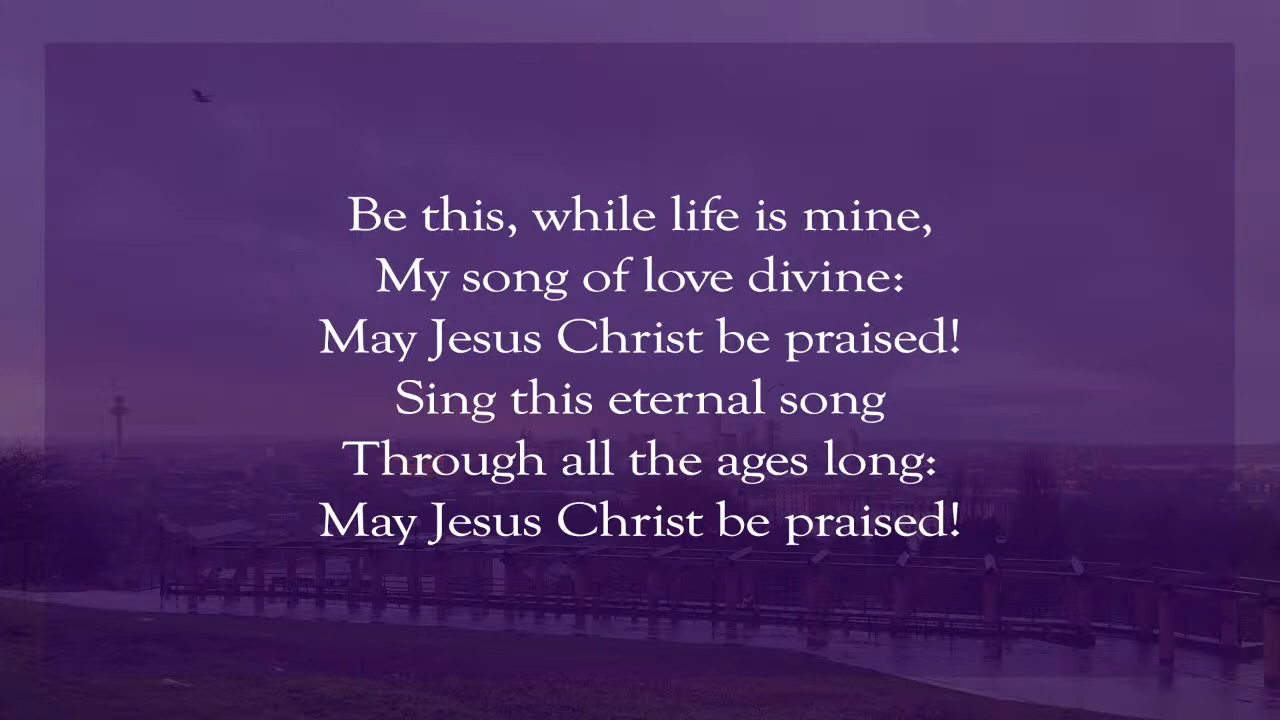 Be this, while life is mine,
My song of love divine:
May Jesus Christ be praised!
Sing this eternal song
Through all the ages long:
May Jesus Christ be praised!